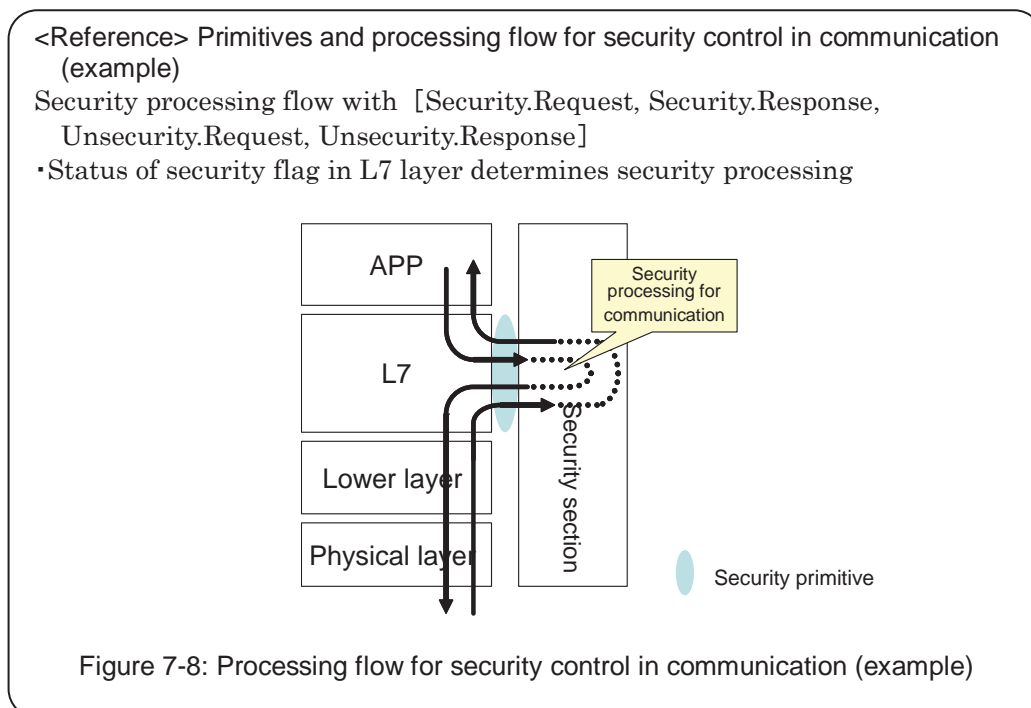 <Reference> Primitives and processing flow for security control in communication
(example)
Security processing flow with [Security.Request, Security.Response,
Unsecurity.Request, Unsecurity.Response]
・Status of security flag in L7 layer determines security processing
APP
Security
processing for
communication
L7
Security section
Lower layer
Physical layer
Security primitive
Figure 7-8: Processing flow for security control in communication (example)